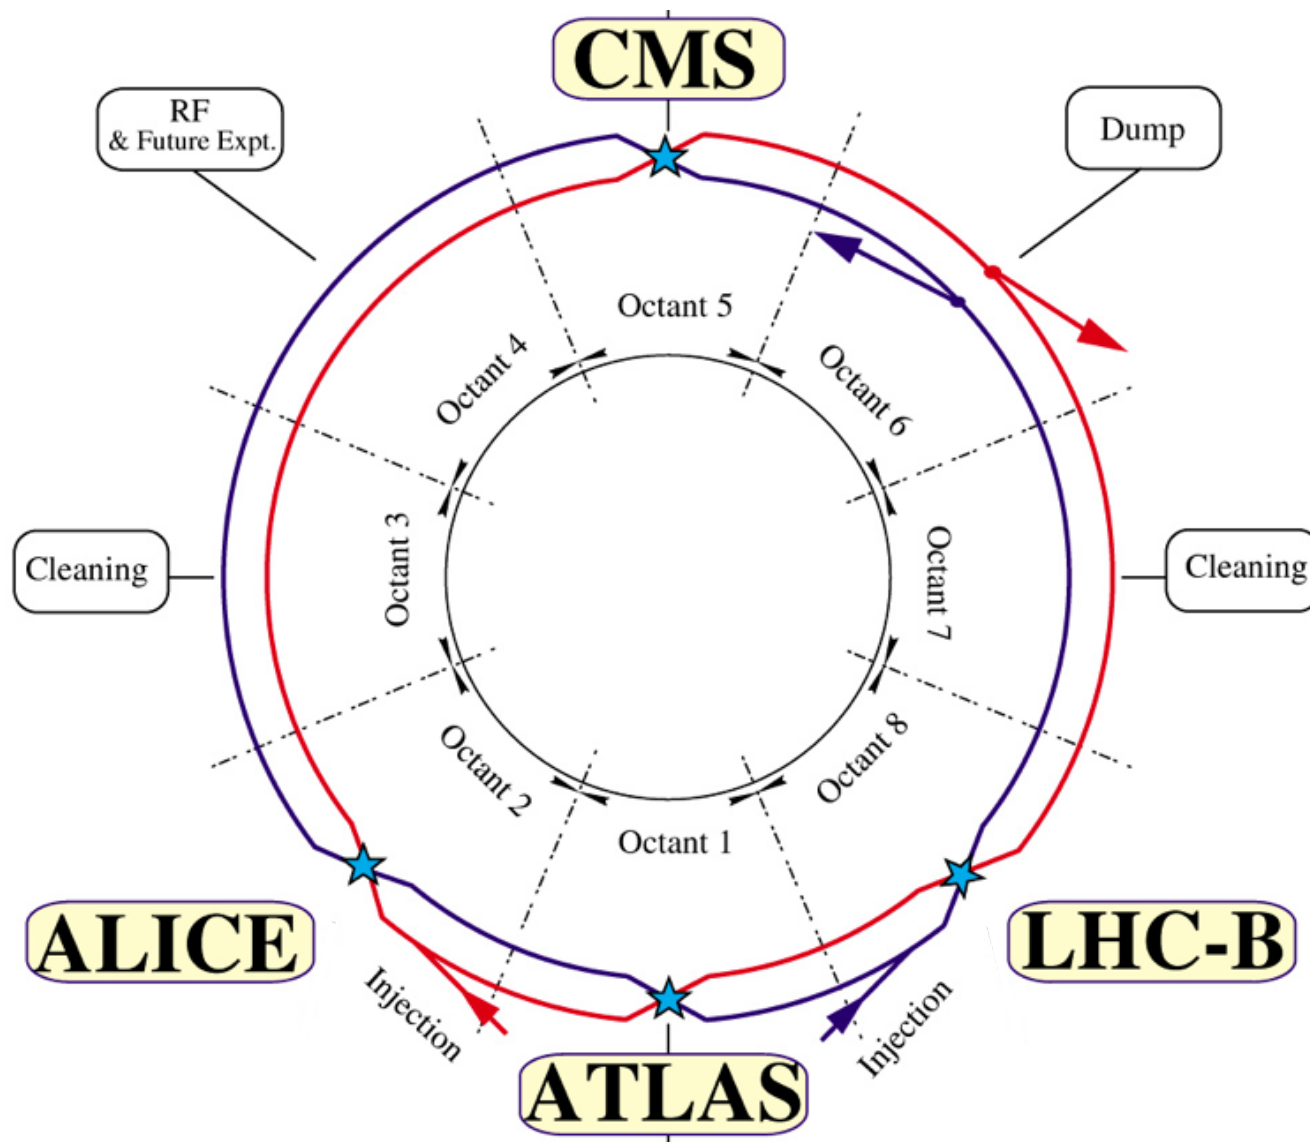 CMS
RF
& Future Expt.
Dump
Octant 5
Octant 4
Octant 6
Cleaning
Octant 3
Octant 7
Cleaning
Octant 2
Octant 8
Octant 1
ALICE
LHC-B
Injection
Injection
ATLAS